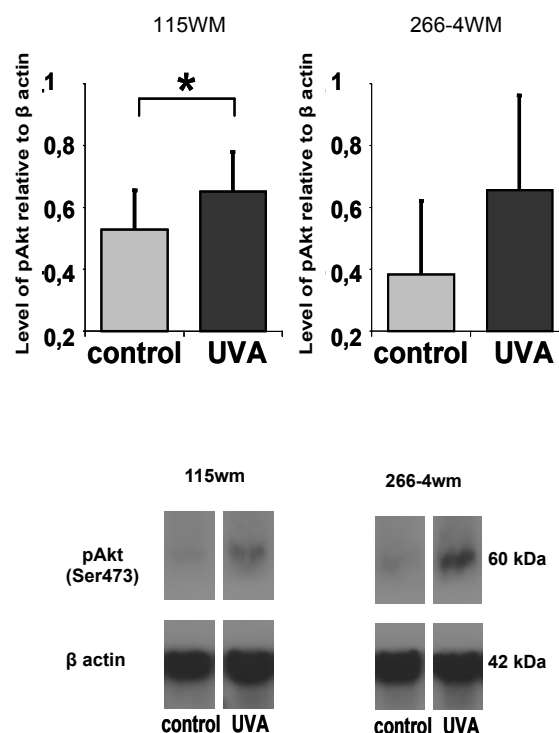 115WM
266-4WM
Level of pAkt relative to β actin
1
0,8
0,6
0,4
0,2
*
control UVA
Level of pAkt relative to β actin
1
0,8
0,6
0,4
0,2
control UVA
115wm
266-4wm
pAkt
(Ser473)
60 kDa
β actin
42 kDa
control UVA
control UVA